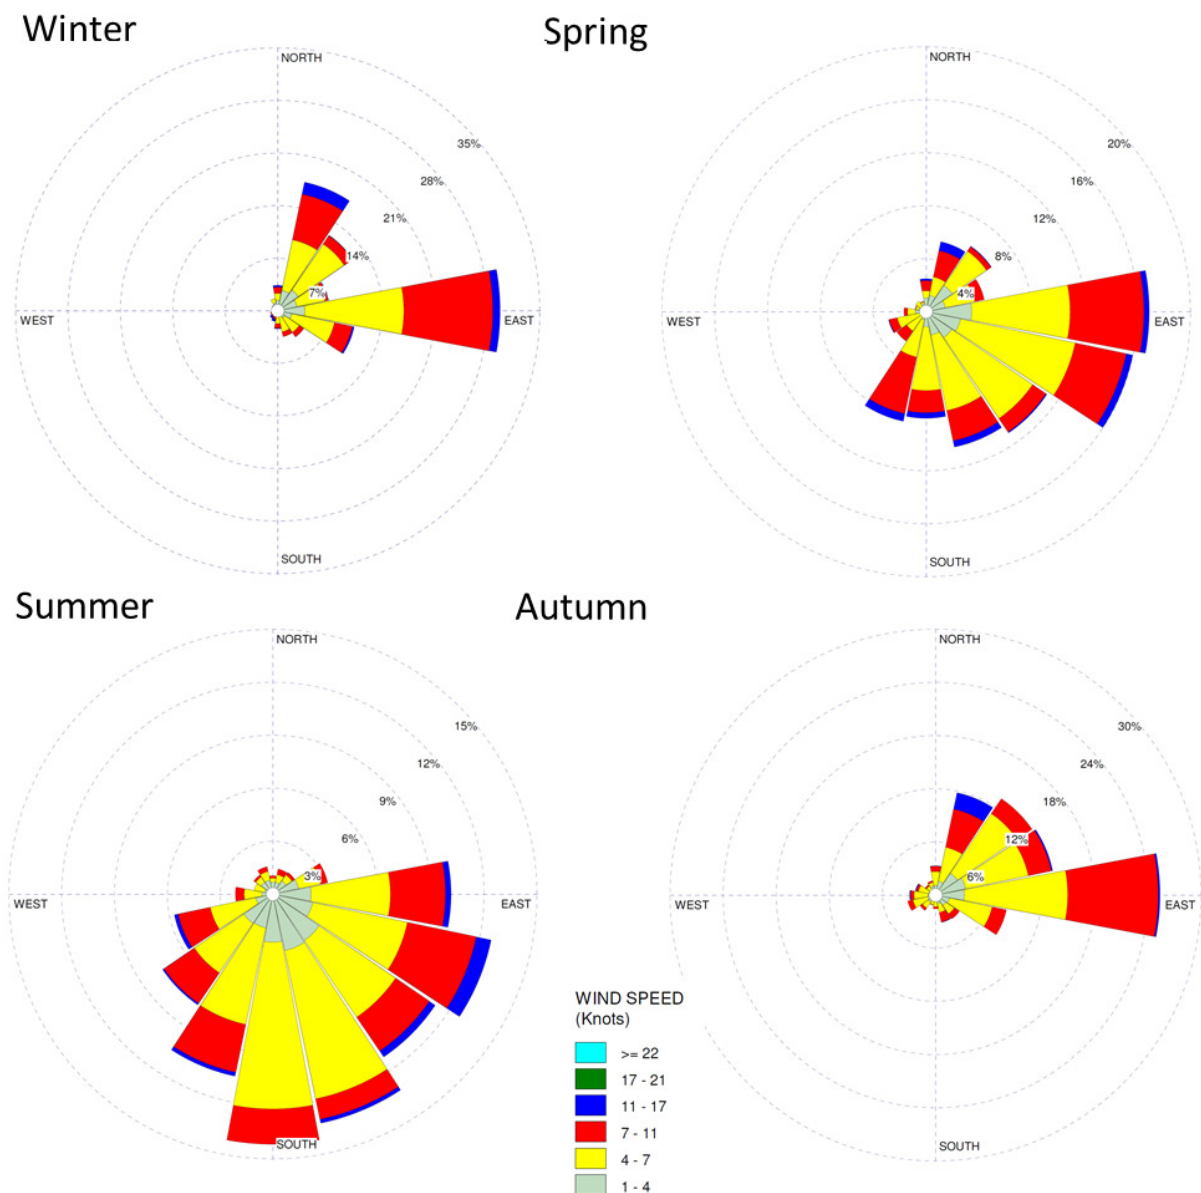 Winter
NORTH
35%
28%
21%
14%
7%
WEST
EAST
SOUTH
Spring
NORTH
20%
16%
12%
8%
4%
WEST
EAST
SOUTH
Summer
NORTH
15%
12%
9%
6%
3%
WEST
EAST
SOUTH
Autumn
NORTH
30%
24%
18%
12%
6%
WEST
EAST
SOUTH
WIND SPEED
(Knots)
>= 22
17 - 21
11 - 17
7 - 11
4 - 7
1 - 4